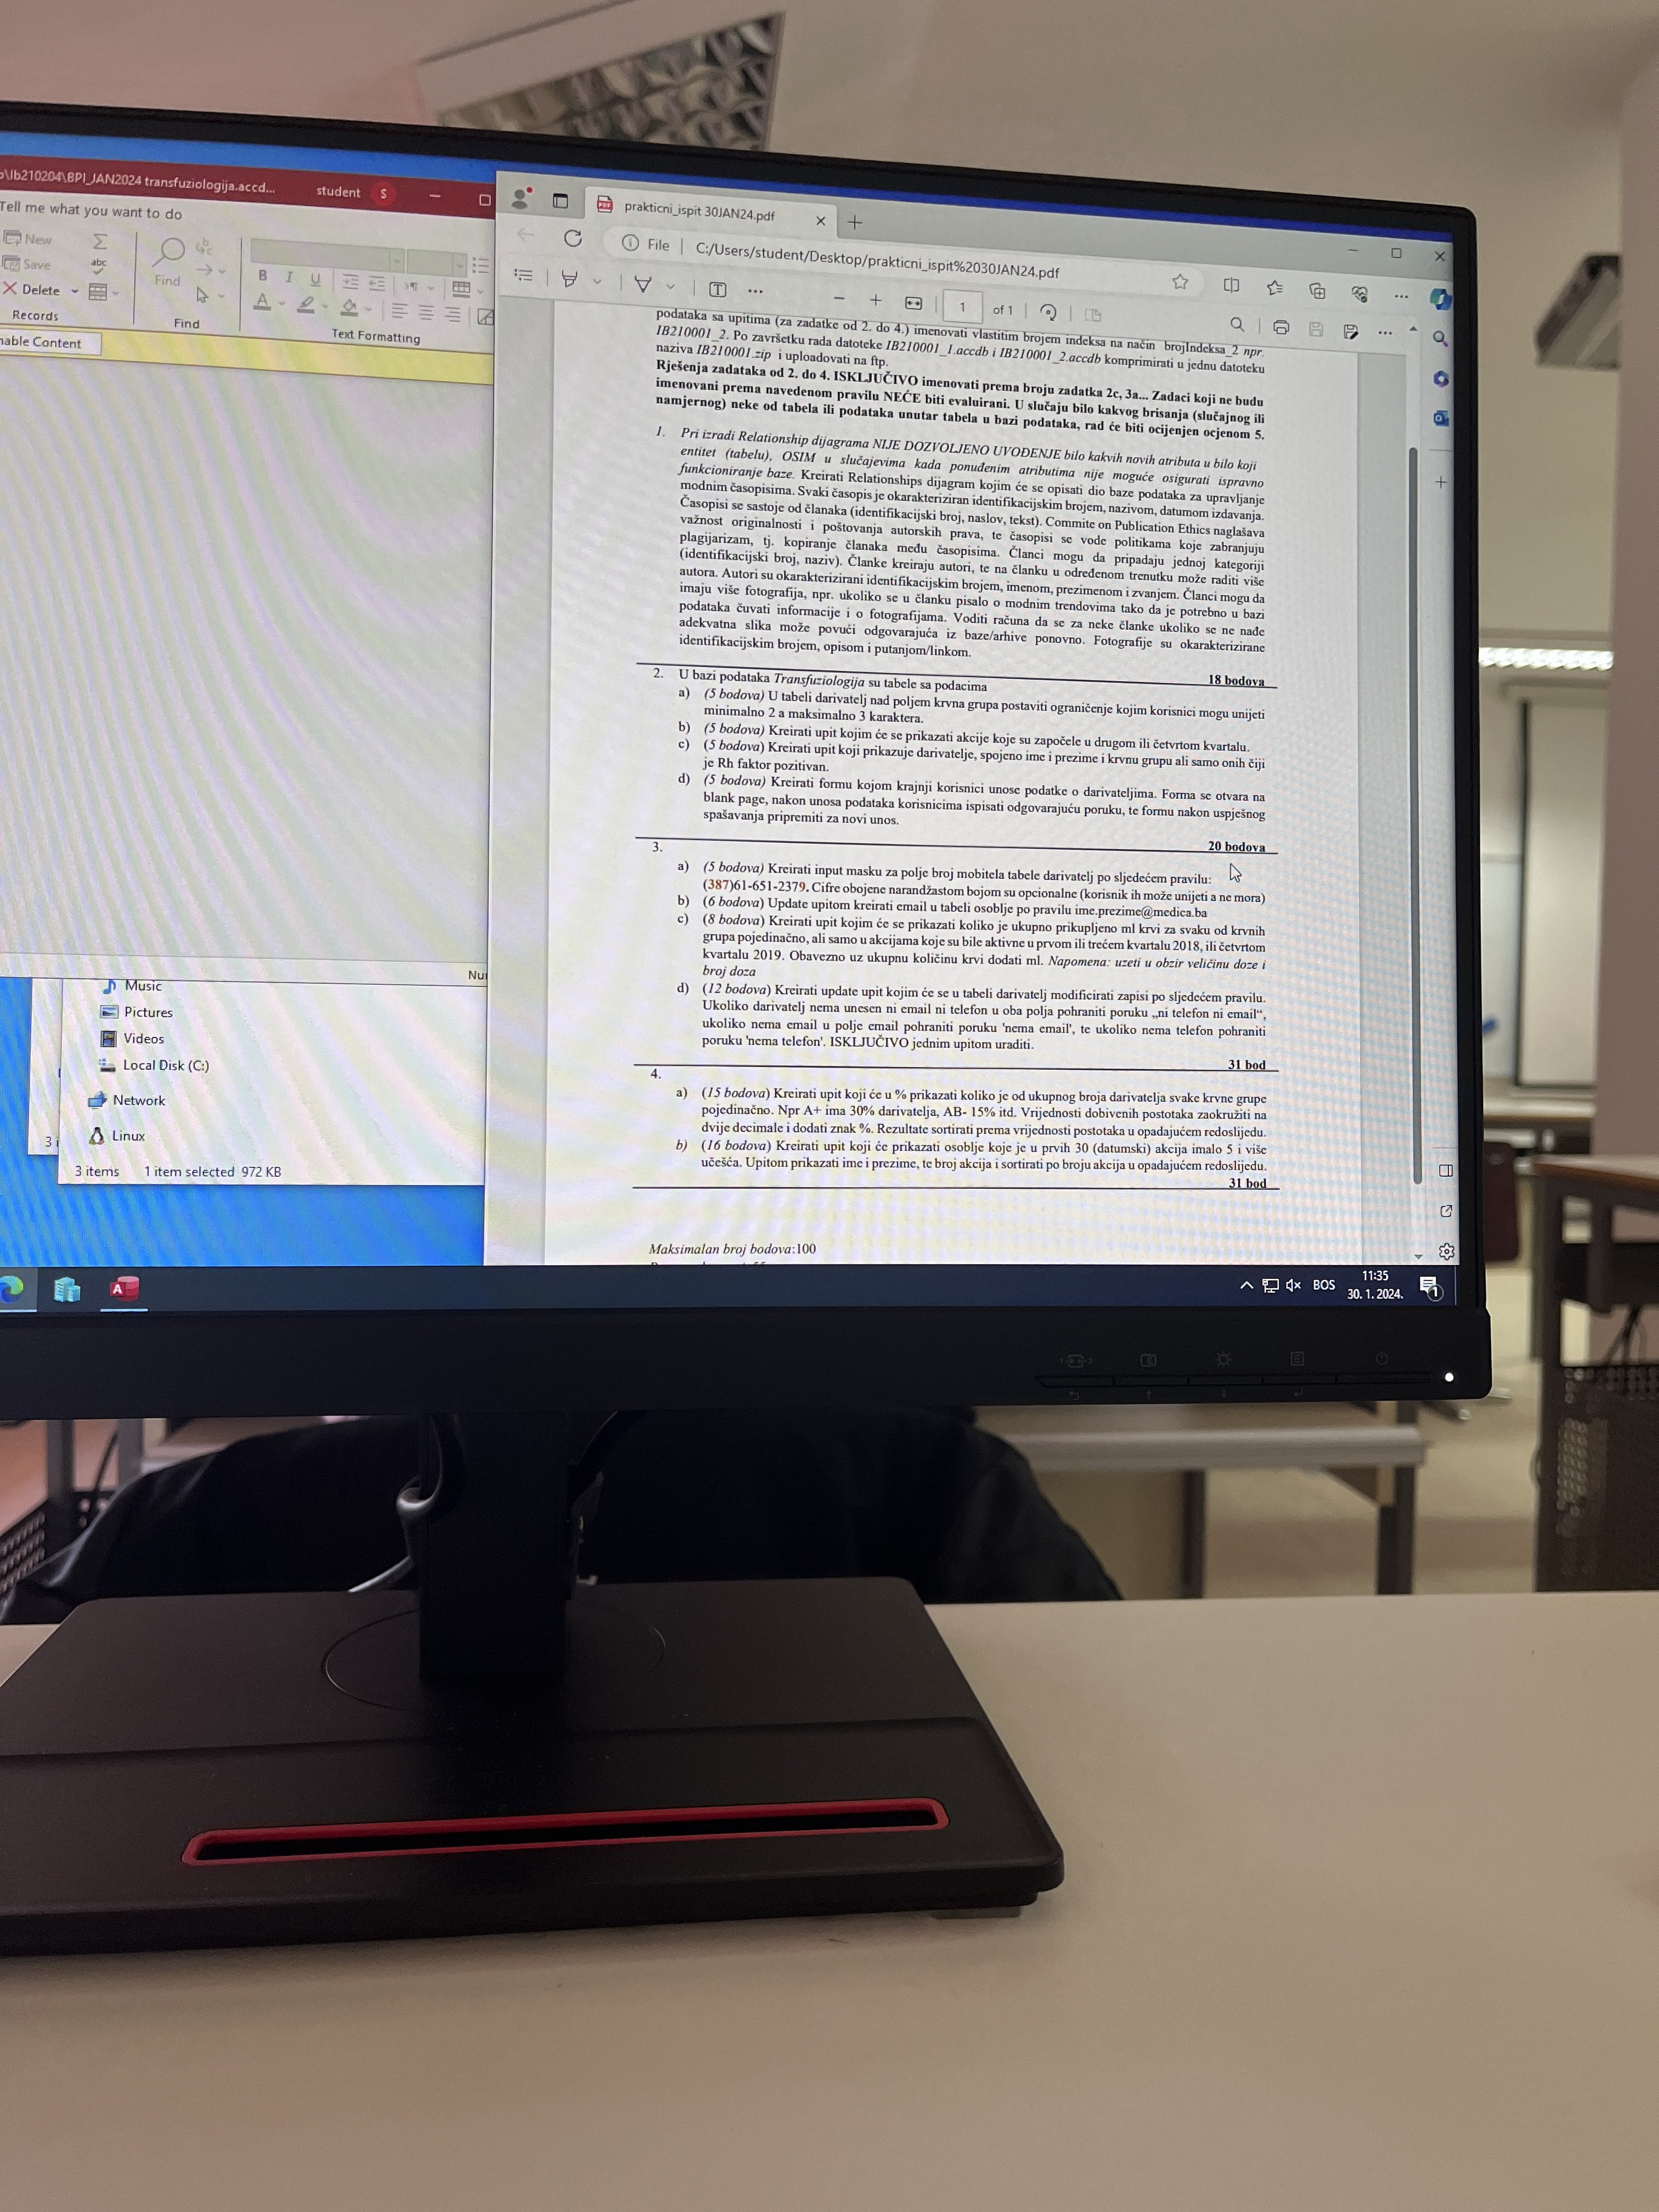 b\Ib210204\BPI_JAN2024 transfuziologija.accd...
student
S
Tell me what you want to do
New
Save
Delete
Records
Find
Find
B I U
A
Text Formatting
nable Content
Music
Pictures
Videos
Local Disk (C:)
Network
Linux
3 items 1 item selected 972 KB
prakticni_ispit 30JAN24.pdf
File | C:/Users/student/Desktop/prakticni_ispit%2030JAN24.pdf
1 of 1
podataka sa upitima (za zadatke od 2. do 4.) imenovati vlastitim brojem indeksa na način brojIndeksa_2 npr.
IB210001_2. Po završetku rada datoteke IB210001_1.accdb i IB210001_2.accdb komprimirati u jednu datoteku
naziva IB210001.zip i uploadovati na ftp.
Rješenja zadataka od 2. do 4. ISKLJUČIVO imenovati prema broju zadatka 2c, 3a... Zadaci koji ne budu
imenovani prema navedenom pravilu NEĆE biti evaluirani. U slučaju bilo kakvog brisanja (slučajnog ili
namjernog) neke od tabela ili podataka unutar tabela u bazi podataka, rad će biti ocijenjen ocjenom 5.
1. Pri izradi Relationship dijagrama NIJE DOZVOLJENO UVOĐENJE bilo kakvih novih atributa u bilo koji
entitet (tabelu), OSIM u slučajevima kada ponuđenim atributima nije moguće osigurati ispravno
funkcioniranje baze. Kreirati Relationships dijagram kojim će se opisati dio baze podataka za upravljanje
modnim časopisima. Svaki časopis je okarakteriziran identifikacijskim brojem, nazivom, datumom izdavanja.
Časopisi se sastoje od članaka (identifikacijski broj, naslov, tekst). Commite on Publication Ethics naglašava
važnost originalnosti i poštovanja autorskih prava, te časopisi se vode politikama koje zabranjuju
plagijarizam, tj. kopiranje članaka među časopisima. Članci mogu da pripadaju jednoj kategoriji
(identifikacijski broj, naziv). Članke kreiraju autori, te na članku u određenom trenutku može raditi više
autora. Autori su okarakterizirani identifikacijskim brojem, imenom, prezimenom i zvanjem. Članci mogu da
imaju više fotografija, npr. ukoliko se u članku pisalo o modnim trendovima tako da je potrebno u bazi
podataka čuvati informacije i o fotografijama. Voditi računa da se za neke članke ukoliko se ne nađe
adekvatna slika može povući odgovarajuća iz baze/arhive ponovno. Fotografije su okarakterizirane
identifikacijskim brojem, opisom i putanjom/linkom.
18 bodova
2. U bazi podataka Transfuziologija su tabele sa podacima
a) (5 bodova) U tabeli darivatelj nad poljem krvna grupa postaviti ograničenje kojim korisnici mogu unijeti
minimalno 2 a maksimalno 3 karaktera.
b) (5 bodova) Kreirati upit kojim će se prikazati akcije koje su započele u drugom ili četvrtom kvartalu.
c) (5 bodova) Kreirati upit koji prikazuje darivatelje, spojeno ime i prezime i krvnu grupu ali samo onih čiji
je Rh faktor pozitivan.
d) (5 bodova) Kreirati formu kojom krajnji korisnici unose podatke o darivateljima. Forma se otvara na
blank page, nakon unosa podataka korisnicima ispisati odgovarajuću poruku, te formu nakon uspješnog
spašavanja pripremiti za novi unos.
20 bodova
3.
a) (5 bodova) Kreirati input masku za polje broj mobitela tabele darivatelj po sljedećem pravilu:
(387)61-651-2379. Cifre obojene narandžastom bojom su opcionalne (korisnik ih može unijeti a ne mora)
b) (6 bodova) Update upitom kreirati email u tabeli osoblje po pravilu ime.prezime@medica.ba
c) (8 bodova) Kreirati upit kojim će se prikazati koliko je ukupno prikupljeno ml krvi za svaku od krvnih
grupa pojedinačno, ali samo u akcijama koje su bile aktivne u prvom ili trećem kvartalu 2018, ili četvrtom
kvartalu 2019. Obavezno uz ukupnu količinu krvi dodati ml. Napomena: uzeti u obzir veličinu doze i
broj doza
d) (12 bodova) Kreirati update upit kojim će se u tabeli darivatelj modificirati zapisi po sljedećem pravilu.
Ukoliko darivatelj nema unesen ni email ni telefon u oba polja pohraniti poruku „ni telefon ni email“,
ukoliko nema email u polje email pohraniti poruku 'nema email', te ukoliko nema telefon pohraniti
poruku 'nema telefon'. ISKLJUČIVO jednim upitom uraditi.
31 bod
4.
a) (15 bodova) Kreirati upit koji će u % prikazati koliko je od ukupnog broja darivatelja svake krvne grupe
pojedinačno. Npr A+ ima 30% darivatelja, AB- 15% itd. Vrijednosti dobivenih postotaka zaokružiti na
dvije decimale i dodati znak %. Rezultate sortirati prema vrijednosti postotaka u opadajućem redoslijedu.
b) (16 bodova) Kreirati upit koji će prikazati osoblje koje je u prvih 30 (datumski) akcija imalo 5 i više
učešća. Upitom prikazati ime i prezime, te broj akcija i sortirati po broju akcija u opadajućem redoslijedu.
31 bod
Maksimalan broj bodova:100
BOS
11:35
30. 1. 2024.
1